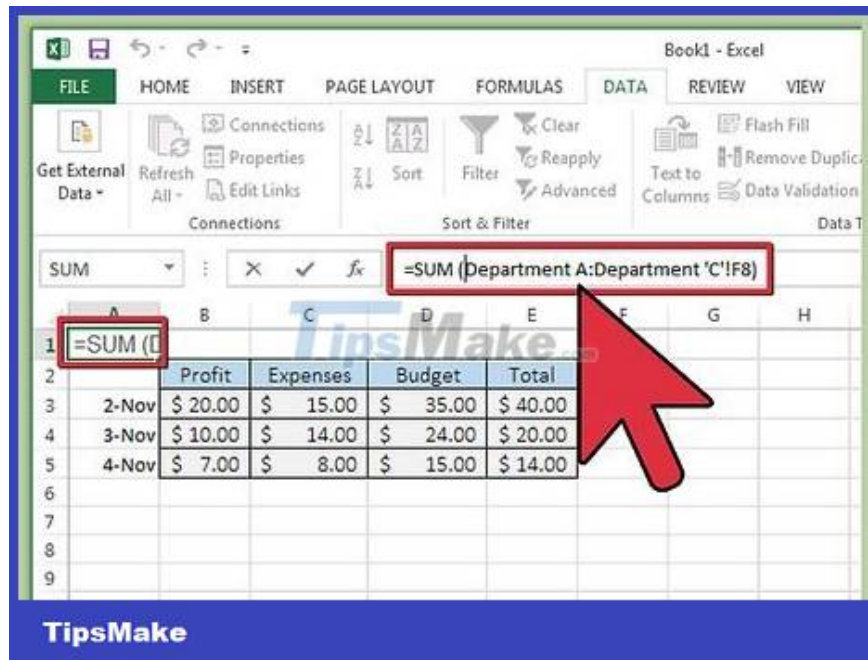 Book1 - Excel
FILE HOME INSERT PAGE LAYOUT FORMULAS DATA REVIEW VIEW
Get External Data
Refresh All
Connections
Properties
Edit Links
Connections
Sort
Filter
Clear
Reapply
Advanced
Sort & Filter
Text to Columns
Flash Fill
Remove Duplic
Data Validation
Data T
SUM fx =SUM (Department A:Department 'C'!F8)
A B C D E F G H
1 =SUM (D
2 Profit Expenses Budget Total
3 2-Nov $ 20.00 $ 15.00 $ 35.00 $ 40.00
4 3-Nov $ 10.00 $ 14.00 $ 24.00 $ 20.00
5 4-Nov $ 7.00 $ 8.00 $ 15.00 $ 14.00
6
7
8
9
TipsMake.com
TipsMake